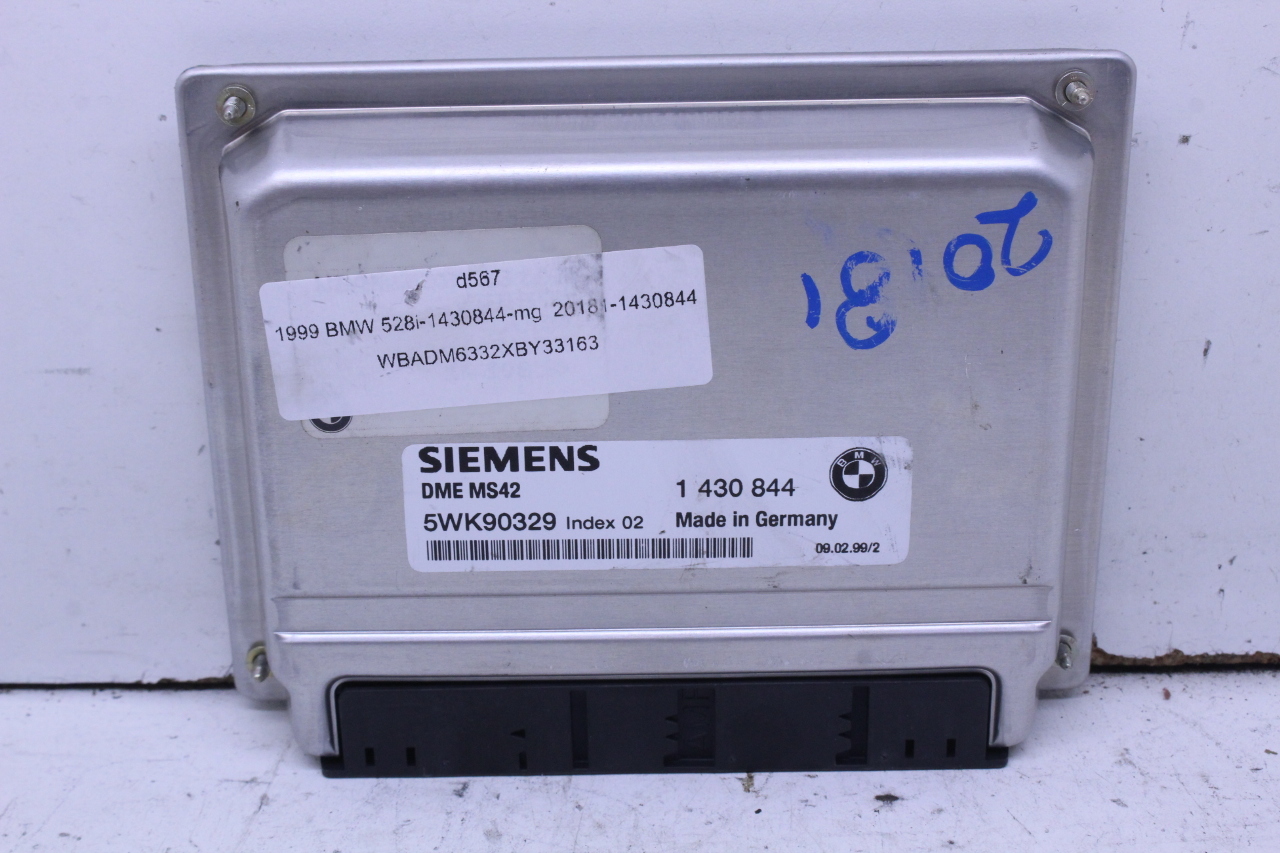 d567
1999 BMW 528i-1430844-mg 20181-1430844
WBADM6332XBY33163
20181
SIEMENS
DME MS42
1 430 844
BMW
5WK90329 Index 02
Made in Germany
09.02.99/2